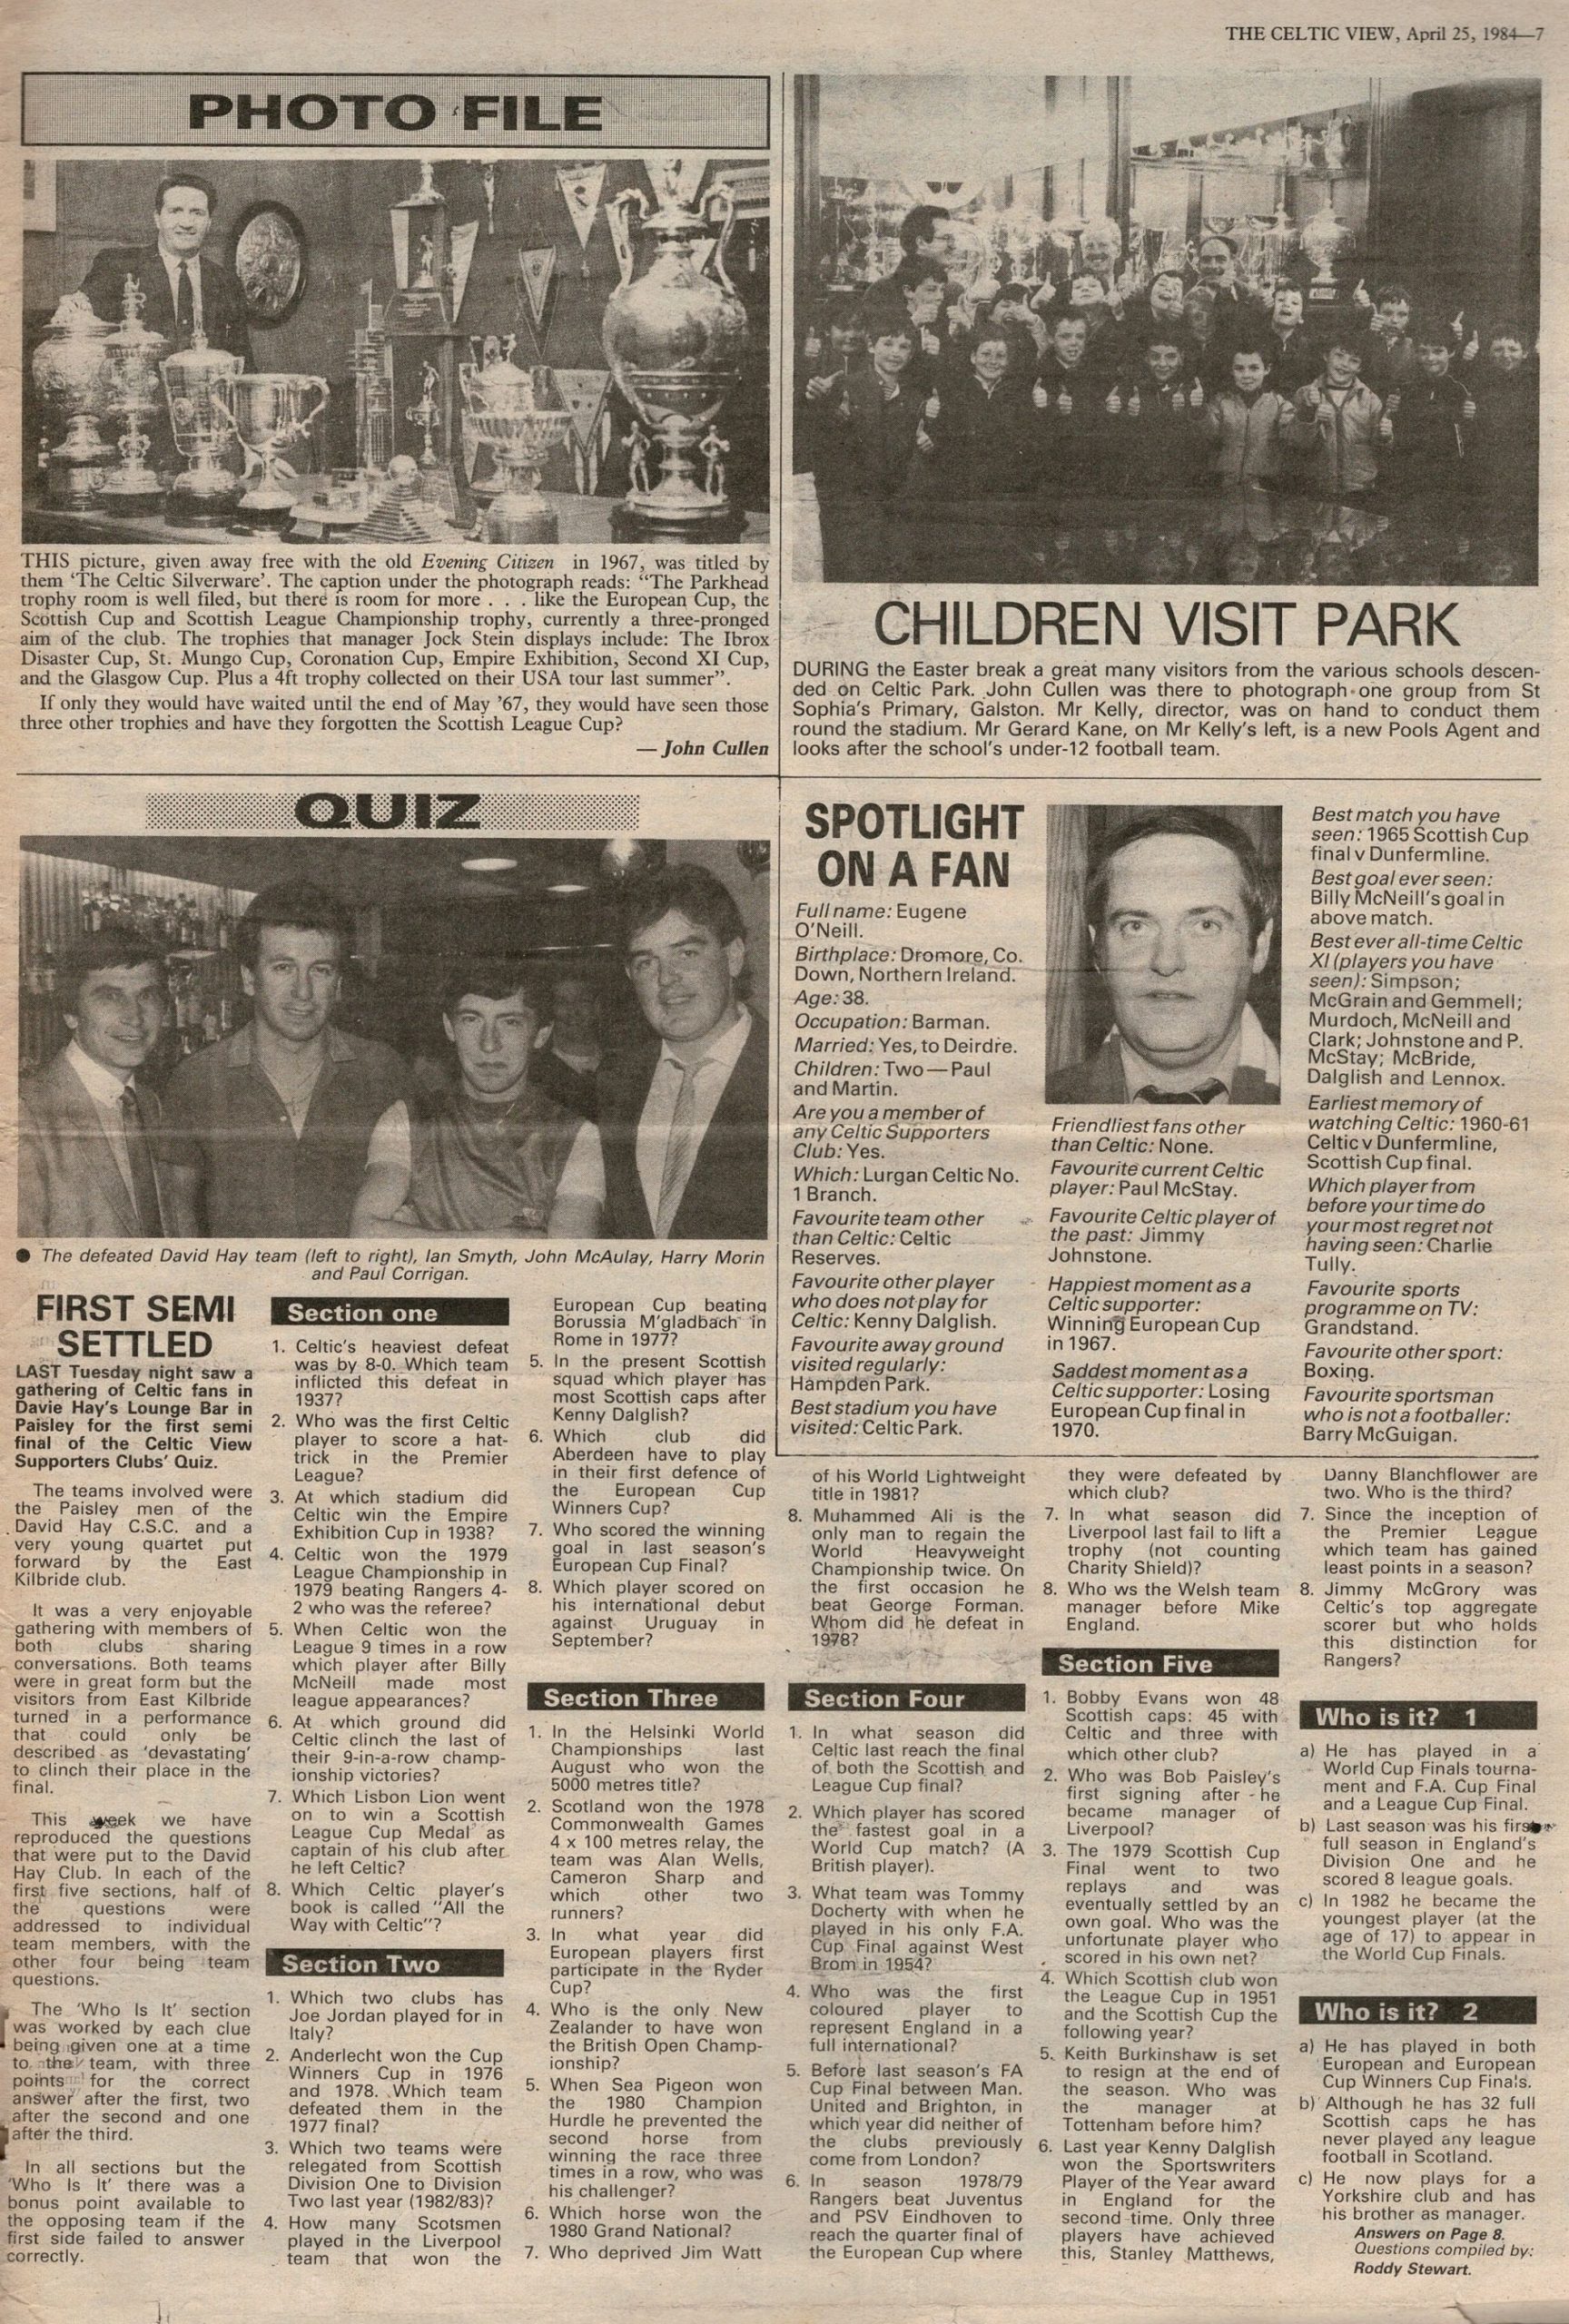 THE CELTIC VIEW, April 25, 1984—7
PHOTO FILE
THIS picture, given away free with the old Evening Citizen in 1967, was titled by
them ‘The Celtic Silverware’. The caption under the photograph reads: “The Parkhead
trophy room is well filed, but there is room for more . . . like the European Cup, the
Scottish Cup and Scottish League Championship trophy, currently a three-pronged
aim of the club. The trophies that manager Jock Stein displays include: The Ibrox
Disaster Cup, St. Mungo Cup, Coronation Cup, Empire Exhibition, Second XI Cup,
and the Glasgow Cup. Plus a 4ft trophy collected on their USA tour last summer”.
If only they would have waited until the end of May ’67, they would have seen those
three other trophies and have they forgotten the Scottish League Cup?
— John Cullen
CHILDREN VISIT PARK
DURING the Easter break a great many visitors from the various schools descen-
ded on Celtic Park. John Cullen was there to photograph one group from St
Sophia’s Primary, Galston. Mr Kelly, director, was on hand to conduct them
round the stadium. Mr Gerard Kane, on Mr Kelly’s left, is a new Pools Agent and
looks after the school’s under-12 football team.
QUIZ
● The defeated David Hay team (left to right), Ian Smyth, John McAulay, Harry Morin
and Paul Corrigan.
FIRST SEMI
SETTLED
LAST Tuesday night saw a
gathering of Celtic fans in
Davie Hay’s Lounge Bar in
Paisley for the first semi
final of the Celtic View
Supporters Clubs’ Quiz.
The teams involved were
the Paisley men of the
David Hay C.S.C. and a
very young quartet put
forward by the East
Kilbride club.
It was a very enjoyable
gathering with members of
both clubs sharing
conversations. Both teams
were in great form but the
visitors from East Kilbride
turned in a performance
that could only be
described as ‘devastating’
to clinch their place in the
final.
This week we have
reproduced the questions
that were put to the David
Hay Club. In each of the
first five sections, half of
the questions were
addressed to individual
team members, with the
other four being team
questions.
The ‘Who Is It’ section
was worked by each clue
being given one at a time
to the team, with three
points for the correct
answer after the first, two
after the second and one
after the third.
In all sections but the
‘Who Is It’ there was a
bonus point available to
the opposing team if the
first side failed to answer
correctly.
Section one
1. Celtic’s heaviest defeat
was by 8-0. Which team
inflicted this defeat in
1937?
2. Who was the first Celtic
player to score a hat-
trick in the Premier
League?
3. At which stadium did
Celtic win the Empire
Exhibition Cup in 1938?
4. Celtic won the 1979
League Championship in
1979 beating Rangers 4-
2 who was the referee?
5. When Celtic won the
League 9 times in a row
which player after Billy
McNeill made most
league appearances?
6. At which ground did
Celtic clinch the last of
their 9-in-a-row champ-
ionship victories?
7. Which Lisbon Lion went
on to win a Scottish
League Cup Medal as
captain of his club after
he left Celtic?
8. Which Celtic player’s
book is called “All the
Way with Celtic”?
Section Two
1. Which two clubs has
Joe Jordan played for in
Italy?
2. Anderlecht won the Cup
Winners Cup in 1976
and 1978. Which team
defeated them in the
1977 final?
3. Which two teams were
relegated from Scottish
Division One to Division
Two last year (1982/83)?
4. How many Scotsmen
played in the Liverpool
team that won the
European Cup beating
Borussia M’gladbach in
Rome in 1977?
5. In the present Scottish
squad which player has
most Scottish caps after
Kenny Dalglish?
6. Which club did
Aberdeen have to play
in their first defence of
the European Cup
Winners Cup?
7. Who scored the winning
goal in last season’s
European Cup Final?
8. Which player scored on
his international debut
against Uruguay in
September?
Section Three
1. In the Helsinki World
Championships last
August who won the
5000 metres title?
2. Scotland won the 1978
Commonwealth Games
4 x 100 metres relay, the
team was Alan Wells,
Cameron Sharp and
which other two
runners?
3. In what year did
European players first
participate in the Ryder
Cup?
4. Who is the only New
Zealander to have won
the British Open Champ-
ionship?
5. When Sea Pigeon won
the 1980 Champion
Hurdle he prevented the
second horse from
winning the race three
times in a row, who was
his challenger?
6. Which horse won the
1980 Grand National?
7. Who deprived Jim Watt
of his World Lightweight
title in 1981?
8. Muhammed Ali is the
only man to regain the
World Heavyweight
Championship twice. On
the first occasion he
beat George Forman.
Whom did he defeat in
1978?
Section Four
1. In what season did
Celtic last reach the final
of both the Scottish and
League Cup final?
2. Which player has scored
the fastest goal in a
World Cup match? (A
British player).
3. What team was Tommy
Docherty with when he
played in his only F.A.
Cup Final against West
Brom in 1954?
4. Who was the first
coloured player to
represent England in a
full international?
5. Before last season’s FA
Cup Final between Man.
United and Brighton, in
which year did neither of
the clubs previously
come from London?
6. In season 1978/79
Rangers beat Juventus
and PSV Eindhoven to
reach the quarter final of
the European Cup where
they were defeated by
which club?
7. In what season did
Liverpool last fail to lift a
trophy (not counting
Charity Shield)?
8. Who ws the Welsh team
manager before Mike
England.
Section Five
1. Bobby Evans won 48
Scottish caps: 45 with
Celtic and three with
which other club?
2. Who was Bob Paisley’s
first signing after he
became manager of
Liverpool?
3. The 1979 Scottish Cup
Final went to two
replays and was
eventually settled by an
own goal. Who was the
unfortunate player who
scored in his own net?
4. Which Scottish club won
the League Cup in 1951
and the Scottish Cup the
following year?
5. Keith Burkinshaw is set
to resign at the end of
the season. Who was
the manager at
Tottenham before him?
6. Last year Kenny Dalglish
won the Sportswriters
Player of the Year award
in England for the
second time. Only three
players have achieved
this, Stanley Matthews,
Danny Blanchflower are
two. Who is the third?
7. Since the inception of
the Premier League
which team has gained
least points in a season?
8. Jimmy McGrory was
Celtic’s top aggregate
scorer but who holds
this distinction for
Rangers?
Who is it? 1
a) He has played in a
World Cup Finals tourna-
ment and F.A. Cup Final
and a League Cup Final.
b) Last season was his first
full season in England’s
Division One and he
scored 8 league goals.
c) In 1982 he became the
youngest player (at the
age of 17) to appear in
the World Cup Finals.
Who is it? 2
a) He has played in both
European and European
Cup Winners Cup Finals.
b) Although he has 32 full
Scottish caps he has
never played any league
football in Scotland.
c) He now plays for a
Yorkshire club and has
his brother as manager.
Answers on Page 8.
Questions compiled by:
Roddy Stewart.
SPOTLIGHT
ON A FAN
Full name: Eugene
O’Neill.
Birthplace: Dromore, Co.
Down, Northern Ireland.
Age: 38.
Occupation: Barman.
Married: Yes, to Deirdre.
Children: Two — Paul
and Martin.
Are you a member of
any Celtic Supporters
Club: Yes.
Which: Lurgan Celtic No.
1 Branch.
Favourite team other
than Celtic: Celtic
Reserves.
Favourite other player
who does not play for
Celtic: Kenny Dalglish.
Favourite away ground
visited regularly:
Hampden Park.
Best stadium you have
visited: Celtic Park.
Friendliest fans other
than Celtic: None.
Favourite current Celtic
player: Paul McStay.
Favourite Celtic player of
the past: Jimmy
Johnstone.
Happiest moment as a
Celtic supporter:
Winning European Cup
in 1967.
Saddest moment as a
Celtic supporter: Losing
European Cup final in
1970.
Best match you have
seen: 1965 Scottish Cup
final v Dunfermline.
Best goal ever seen:
Billy McNeill’s goal in
above match.
Best ever all-time Celtic
XI (players you have
seen): Simpson;
McGrain and Gemmell;
Murdoch, McNeill and
Clark; Johnstone and P.
McStay; McBride,
Dalglish and Lennox.
Earliest memory of
watching Celtic: 1960-61
Celtic v Dunfermline,
Scottish Cup final.
Which player from
before your time do
your most regret not
having seen: Charlie
Tully.
Favourite sports
programme on TV:
Grandstand.
Favourite other sport:
Boxing.
Favourite sportsman
who is not a footballer:
Barry McGuigan.